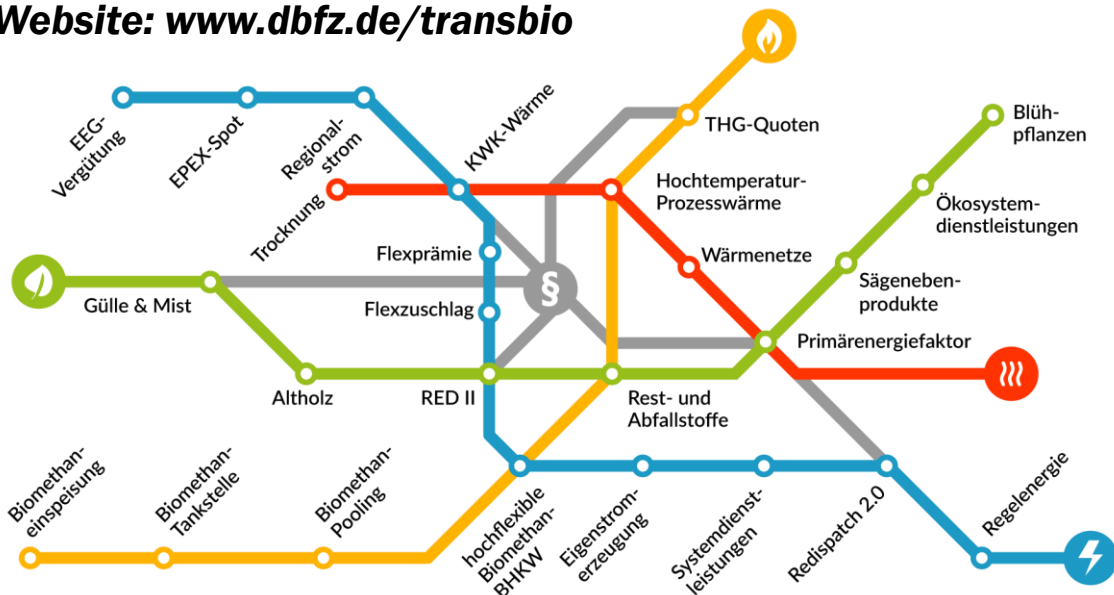 Website: www.dbfz.de/transbio
EEG-
Vergütung
EPEX-Spot
Regional-
strom
KWK-Wärme
THG-Quoten
Blüh-
pflanzen
Trocknung
Hochtemperatur-
Prozesswärme
Ökosystem-
dienstleistungen
Flexprämie
Wärmenetze
Sägeneben-
produkte
Gülle & Mist
Flexzuschlag
§
Primärenergiefaktor
Altholz
RED II
Rest- und
Abfallstoffe
Biomethan-
einspeisung
Biomethan-
Tankstelle
Biomethan-
Pooling
hochflexible
Biomethan-
BHKW
Eigenstrom-
erzeugung
Systemdienst-
leistungen
Redispatch 2.0
Regelenergie